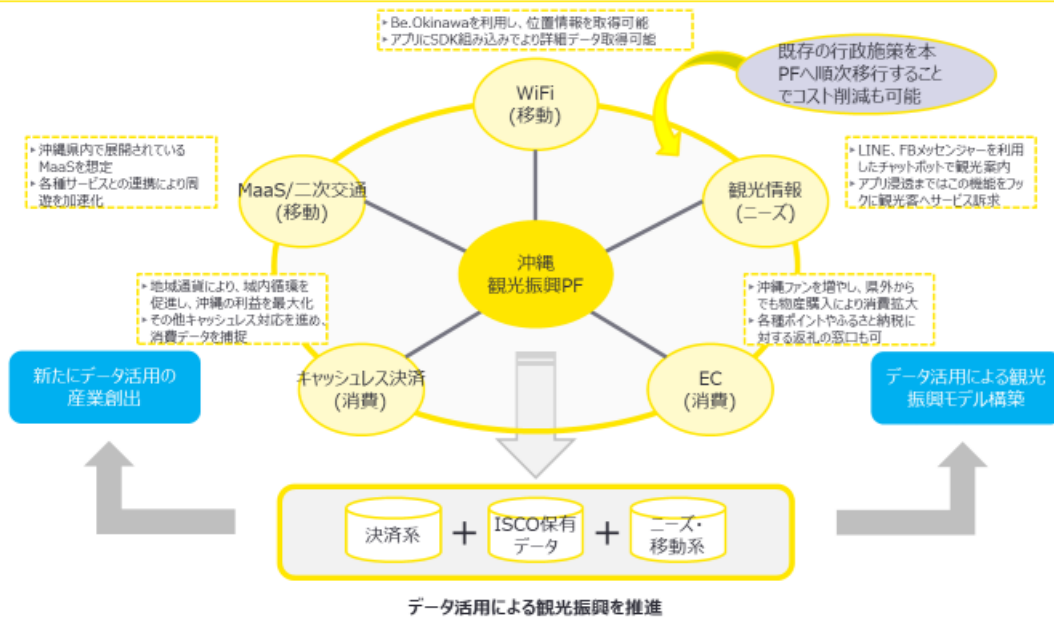 ▸ Be.Okinawaを利用し、位置情報を取得可能
▸ アプリにSDK組み込みでより詳細データ取得可能
既存の行政施策を本
PFへ順次移行すること
でコスト削減も可能
WiFi
(移動)
▸ 沖縄県内で展開されている
MaaSを想定
▸ 各種サービスとの連携により周
遊を加速化
MaaS/二次交通
(移動)
観光情報
(ニーズ)
▸ LINE、FBメッセンジャーを利用
したチャットボットで観光案内
▸ アプリ浸透まではこの機能をフッ
クに観光客へサービス訴求
沖縄
観光振興PF
▸ 地域通貨により、域内循環を
促進し、沖縄の利益を最大化
▸ その他キャッシュレス対応を進め、
消費データを捕捉
▸ 沖縄ファンを増やし、県外から
でも物産購入により消費拡大
▸ 各種ポイントやふるさと納税に
対する返礼の窓口も可
新たにデータ活用の
産業創出
キャッシュレス決済
(消費)
EC
(消費)
データ活用による観光
振興モデル構築
決済系
+
ISCO保有
データ
+
ニーズ・
移動系
データ活用による観光振興を推進